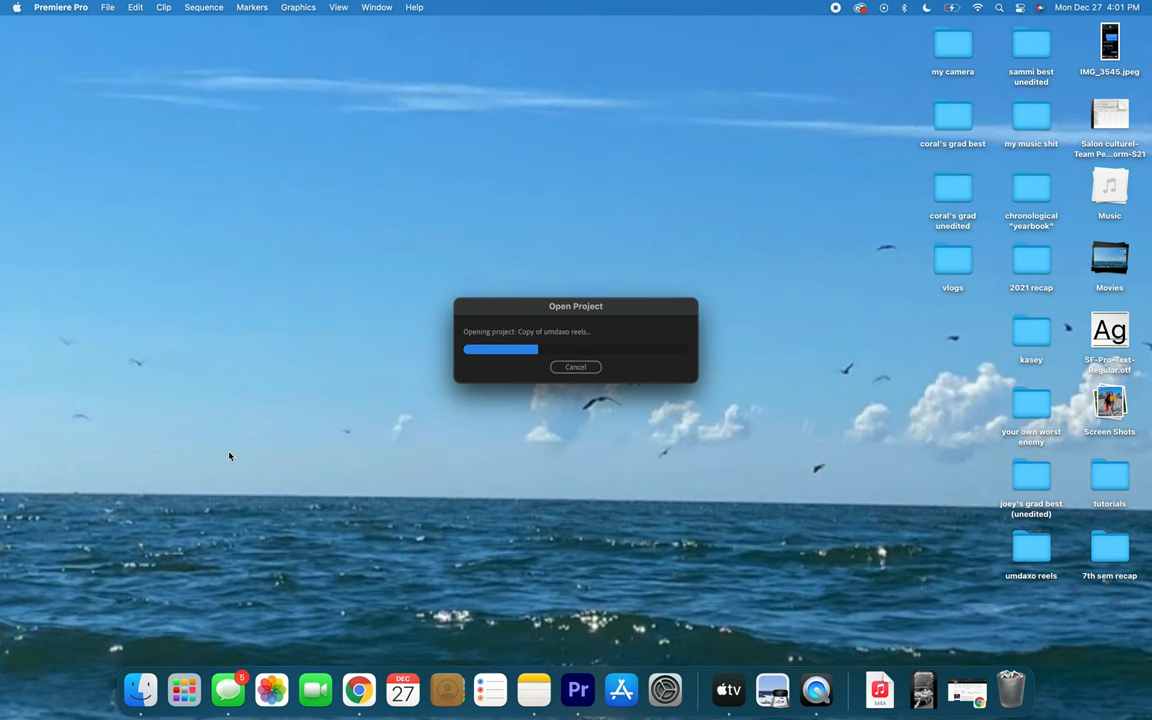 Premiere Pro File Edit Clip Sequence Markers Graphics View Window Help Mon Dec 27 4:01 PM
my camera
sammi best
unedited
IMG_3545.jpeg
coral's grad best
my music shit
Salon culturel-
Team Pe...orm-S21
coral's grad
unedited
chronological
"yearbook"
Music
vlogs
2021 recap
Movies
Open Project
Opening project: Copy of umdaxo reels...
Cancel
kasey
Ag
SF-Pro-Text-
Regular.otf
your own worst
enemy
Screen Shots
joey's grad best
(unedited)
tutorials
umdaxo reels
7th sem recap
5
DEC
27
Pr
tv
M4A